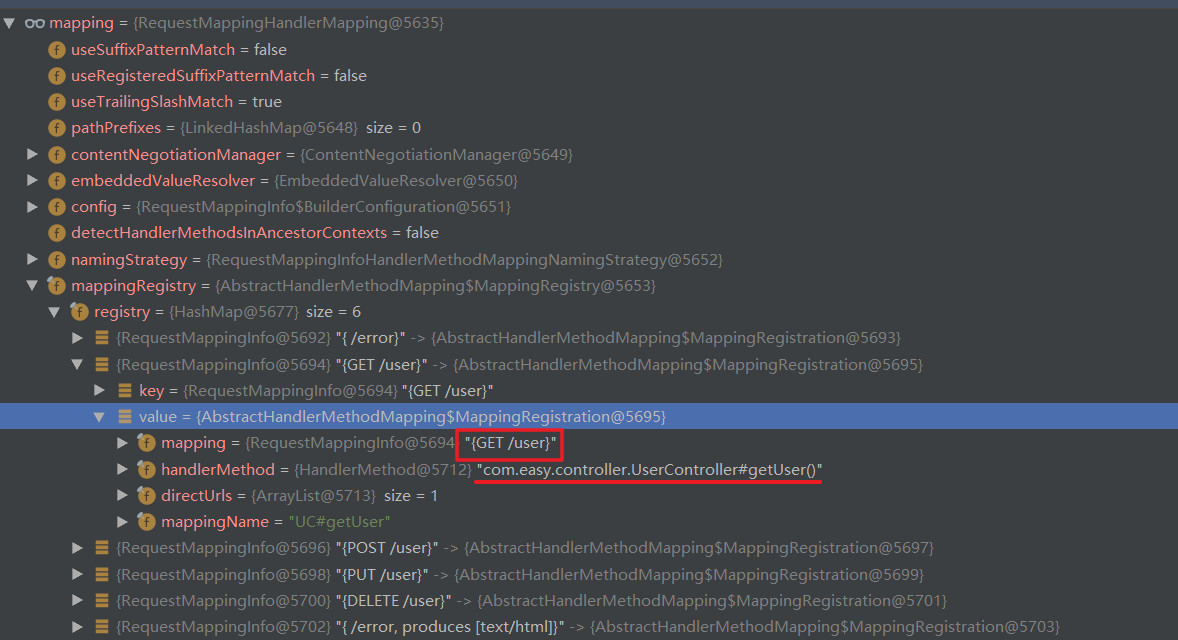 mapping = {RequestMappingHandlerMapping@5635}
f useSuffixPatternMatch = false
f useRegisteredSuffixPatternMatch = false
f useTrailingSlashMatch = true
f pathPrefixes = {LinkedHashMap@5648} size = 0
f contentNegotiationManager = {ContentNegotiationManager@5649}
f embeddedValueResolver = {EmbeddedValueResolver@5650}
f config = {RequestMappingInfo$BuilderConfiguration@5651}
f detectHandlerMethodsInAncestorContexts = false
f namingStrategy = {RequestMappingInfoHandlerMethodMappingNamingStrategy@5652}
f mappingRegistry = {AbstractHandlerMethodMapping$MappingRegistry@5653}
f registry = {HashMap@5677} size = 6
{RequestMappingInfo@5692} "{ /error}" -> {AbstractHandlerMethodMapping$MappingRegistration@5693}
{RequestMappingInfo@5694} "{GET /user}" -> {AbstractHandlerMethodMapping$MappingRegistration@5695}
key = {RequestMappingInfo@5694} "{GET /user}"
value = {AbstractHandlerMethodMapping$MappingRegistration@5695}
f mapping = {RequestMappingInfo@5694 "{GET /user}"
f handlerMethod = {HandlerMethod@5712} "com.easy.controller.UserController#getUser()"
f directUrls = {ArrayList@5713} size = 1
f mappingName = "UC#getUser"
{RequestMappingInfo@5696} "{POST /user}" -> {AbstractHandlerMethodMapping$MappingRegistration@5697}
{RequestMappingInfo@5698} "{PUT /user}" -> {AbstractHandlerMethodMapping$MappingRegistration@5699}
{RequestMappingInfo@5700} "{DELETE /user}" -> {AbstractHandlerMethodMapping$MappingRegistration@5701}
{RequestMappingInfo@5702} "{ /error, produces [text/html]}" -> {AbstractHandlerMethodMapping$MappingRegistration@5703}